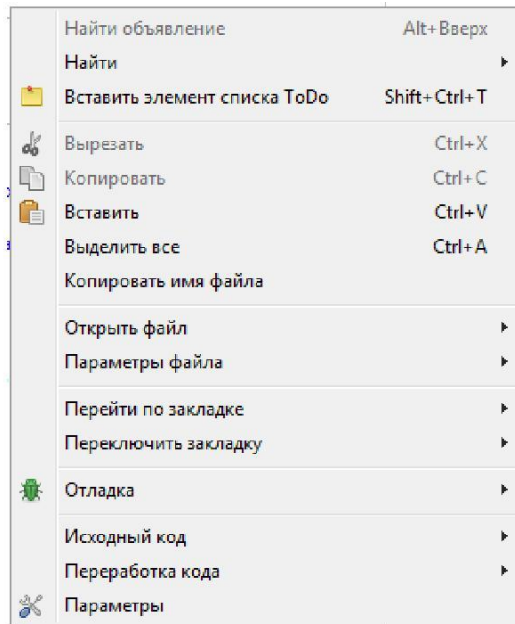 Найти объявление Alt+Вверх
Найти
Вставить элемент списка ToDo Shift+Ctrl+T
Вырезать Ctrl+X
Копировать Ctrl+C
Вставить Ctrl+V
Выделить все Ctrl+A
Копировать имя файла
Открыть файл
Параметры файла
Перейти по закладке
Переключить закладку
Отладка
Исходный код
Переработка кода
Параметры